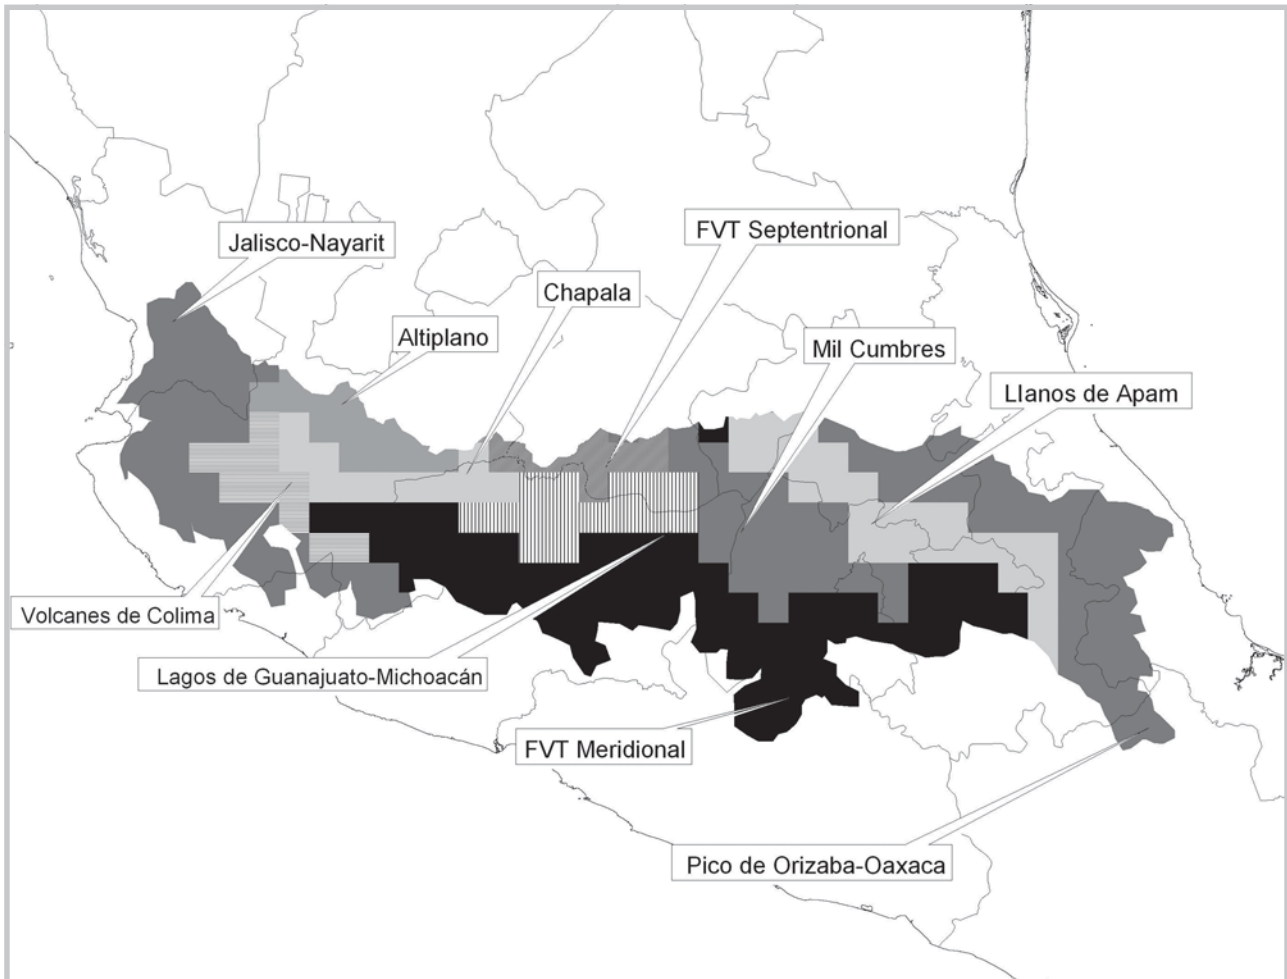 FVT Septentrional
Jalisco-Nayarit
Chapala
Altiplano
Mil Cumbres
Llanos de Apam
Volcanes de Colima
Lagos de Guanajuato-Michoacán
FVT Meridional
Pico de Orizaba-Oaxaca